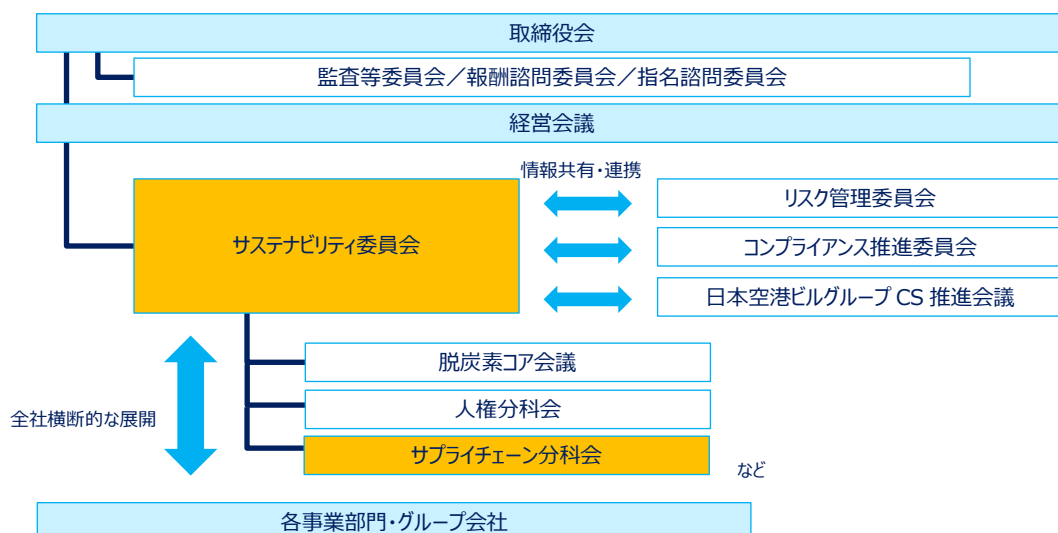 取締役会
監査等委員会／報酬諮問委員会／指名諮問委員会
経営会議
情報共有・連携
サステナビリティ委員会
リスク管理委員会
コンプライアンス推進委員会
日本空港ビルグループ CS 推進会議
脱炭素コア会議
人権分科会
全社横断的な展開
サプライチェーン分科会
など
各事業部門・グループ会社